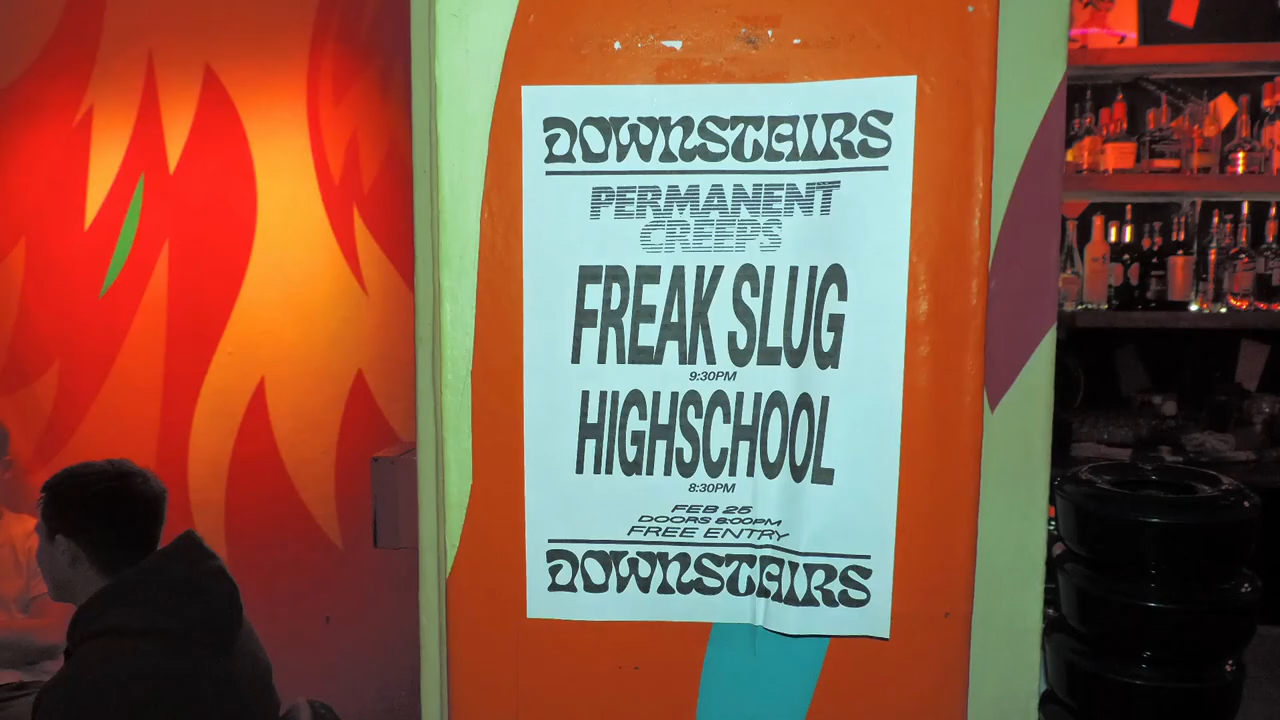 DOWNSTAIRS
PERMANENT
CREEPS
FREAK SLUG
9:30PM
HIGHSCHOOL
8:30PM
FEB 25
DOORS 8:00PM
FREE ENTRY
DOWNSTAIRS